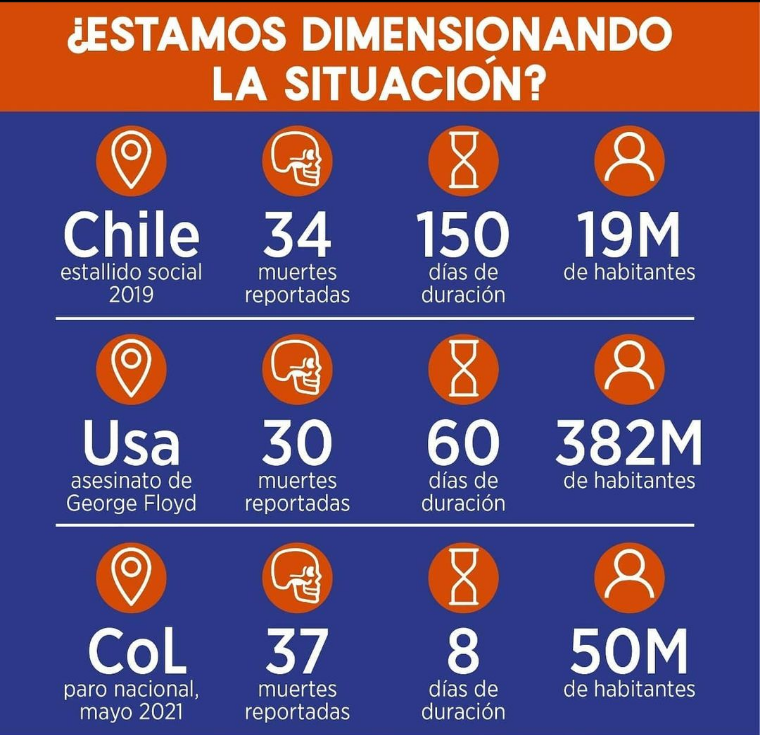 ¿ESTAMOS DIMENSIONANDO
LA SITUACIÓN?
Chile
estallido social
2019
34
muertes
reportadas
150
días de
duración
19M
de habitantes
Usa
asesinato de
George Floyd
30
muertes
reportadas
60
días de
duración
382M
de habitantes
CoL
paro nacional,
mayo 2021
37
muertes
reportadas
8
días de
duración
50M
de habitantes